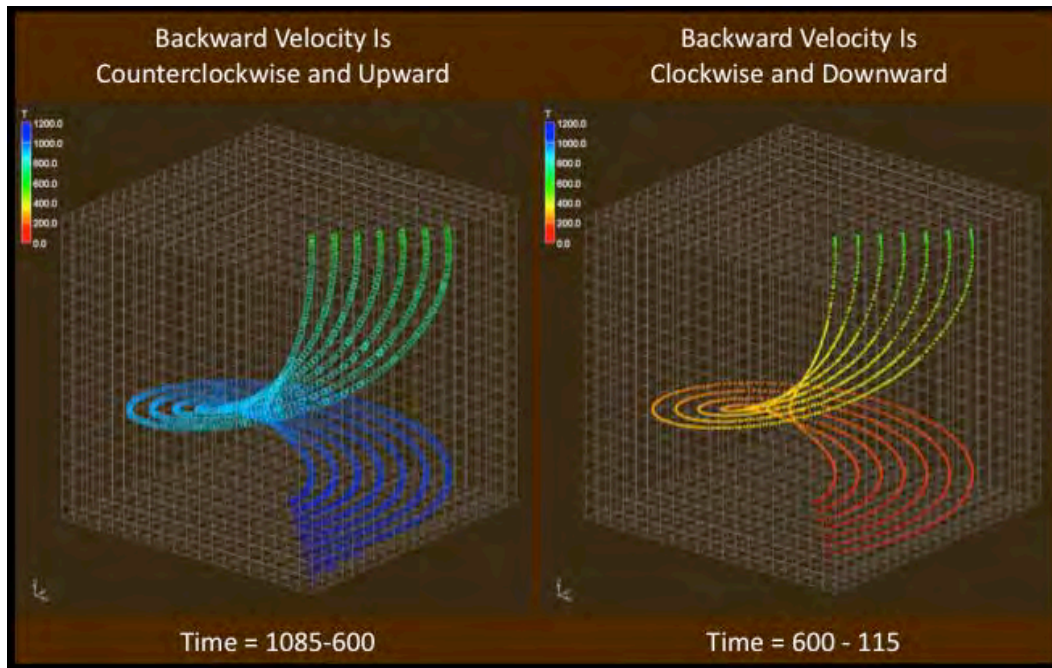 Backward Velocity Is
Counterclockwise and Upward
Backward Velocity Is
Clockwise and Downward
T
1200.0
1000.0
800.0
600.0
400.0
200.0
0.0
T
1200.0
1000.0
800.0
600.0
400.0
200.0
0.0
Time = 1085-600
Time = 600 - 115